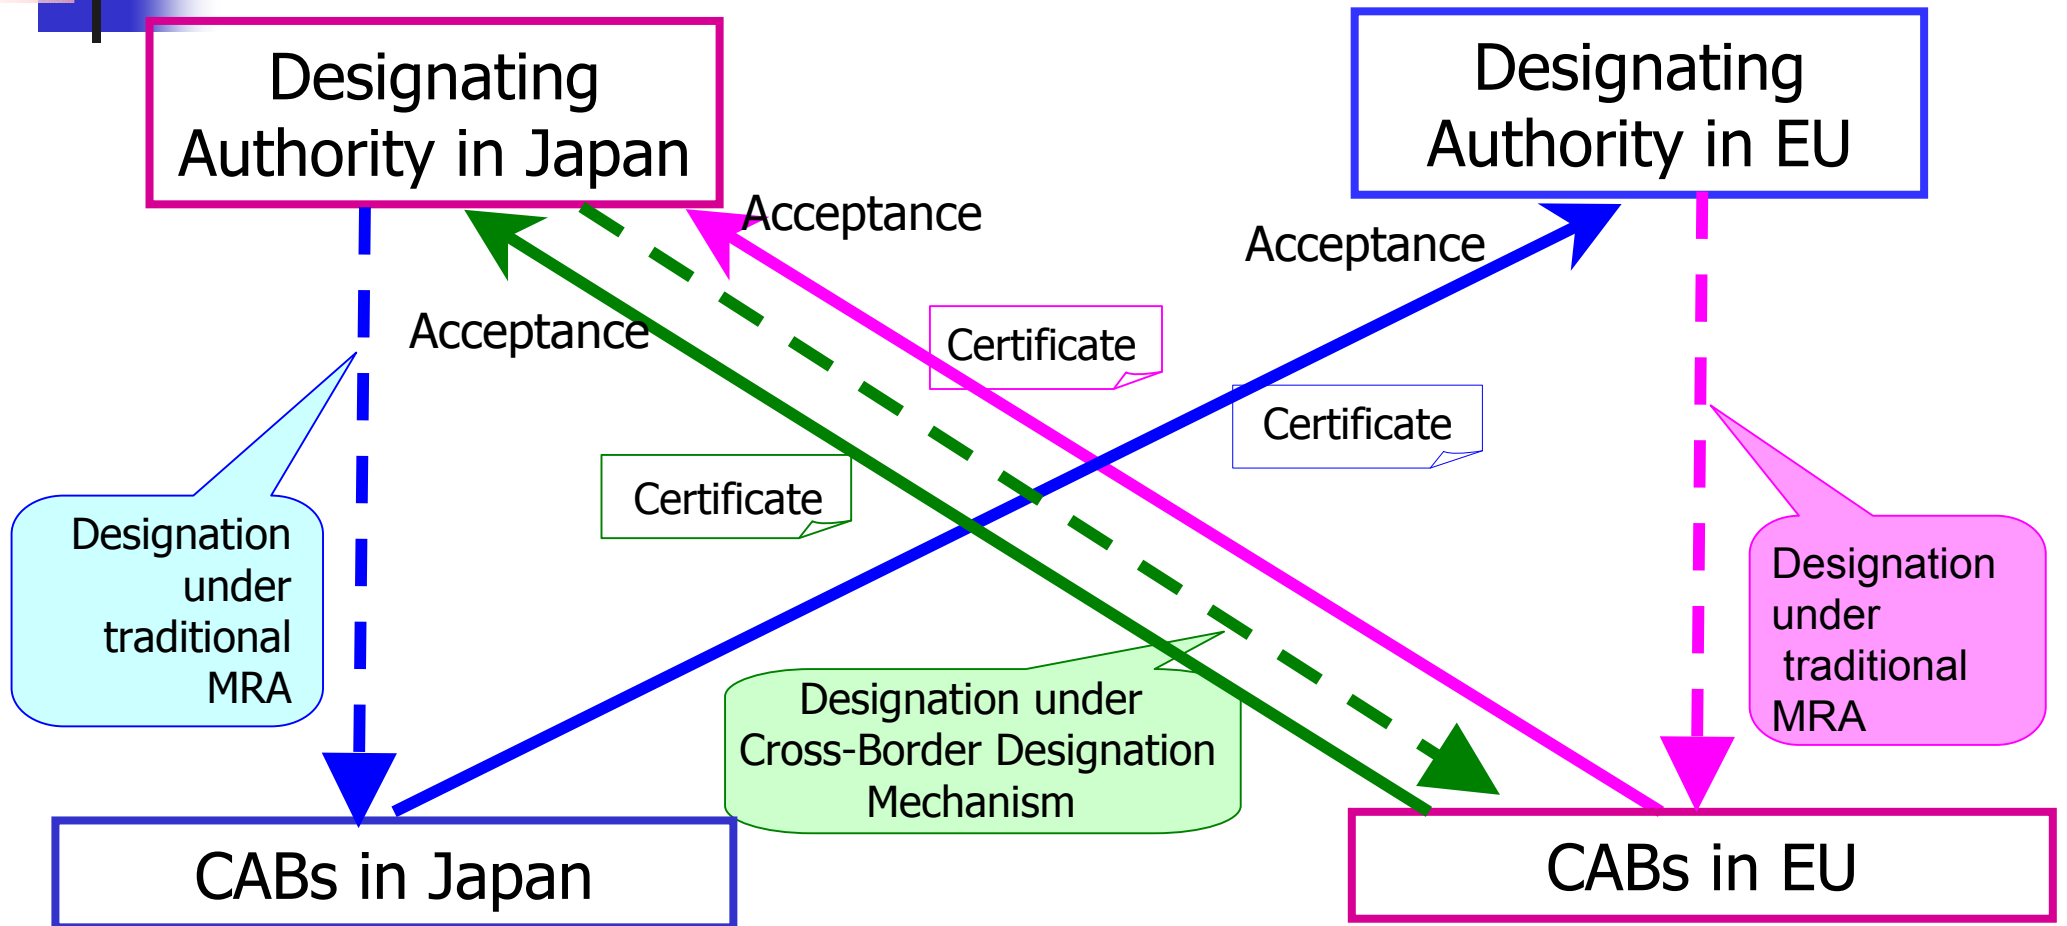 Designating
Authority in Japan
Designating
Authority in EU
Acceptance
Acceptance
Acceptance
Certificate
Certificate
Certificate
Designation
under
traditional
MRA
Designation
under
traditional
MRA
Designation under
Cross-Border Designation
Mechanism
CABs in Japan
CABs in EU